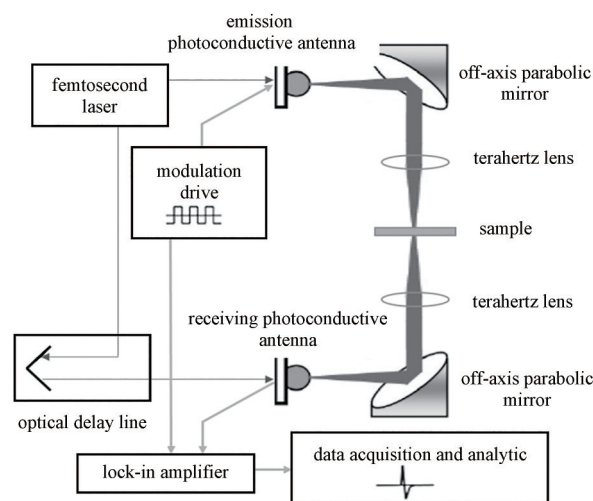 emission
photoconductive antenna
femtosecond
laser
off-axis parabolic
mirror
modulation
drive
terahertz lens
sample
terahertz lens
receiving photoconductive
antenna
off-axis parabolic
mirror
optical delay line
lock-in amplifier
data acquisition and analytic